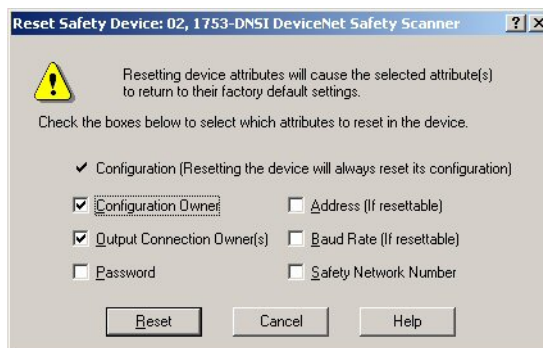 Reset Safety Device: 02, 1753-DNSI DeviceNet Safety Scanner
Resetting device attributes will cause the selected attribute(s)
to return to their factory default settings.
Check the boxes below to select which attributes to reset in the device.
Configuration (Resetting the device will always reset its configuration)
Configuration Owner
Address (If resettable)
Output Connection Owner(s)
Baud Rate (If resettable)
Password
Safety Network Number
Reset
Cancel
Help